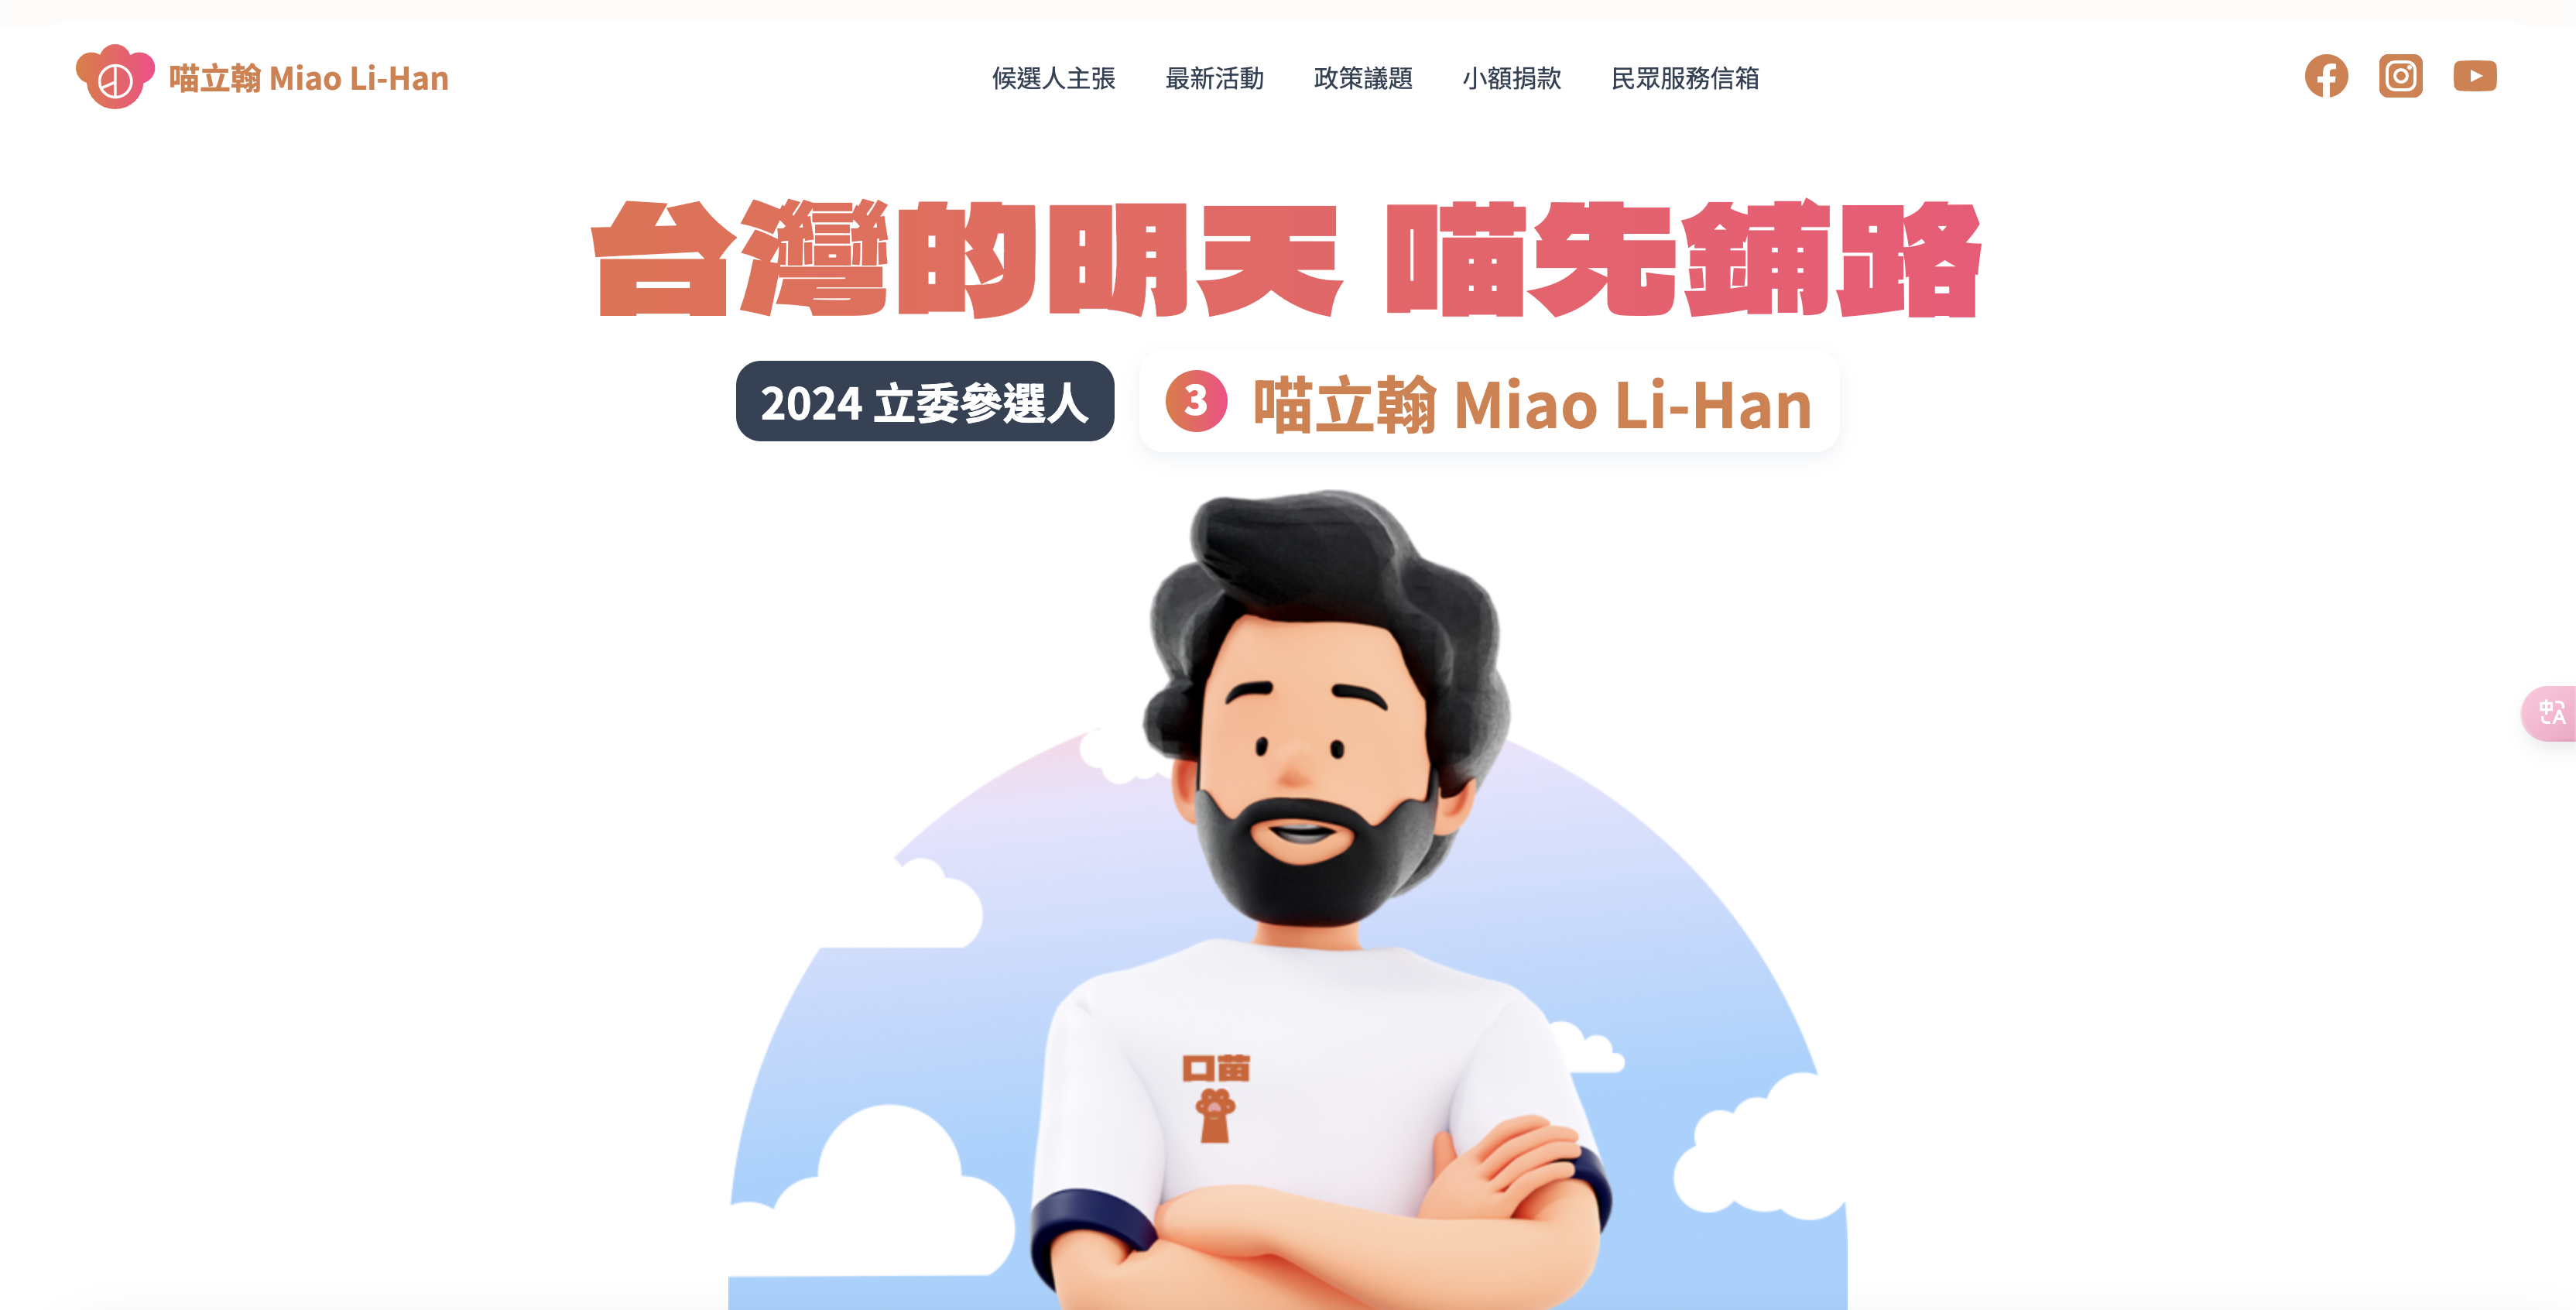 喵立翰 Miao Li-Han
候選人主張 最新活動 政策議題 小額捐款 民眾服務信箱
台灣的明天 喵先鋪路
2024 立委參選人 3 喵立翰 Miao Li-Han
中A
口苗